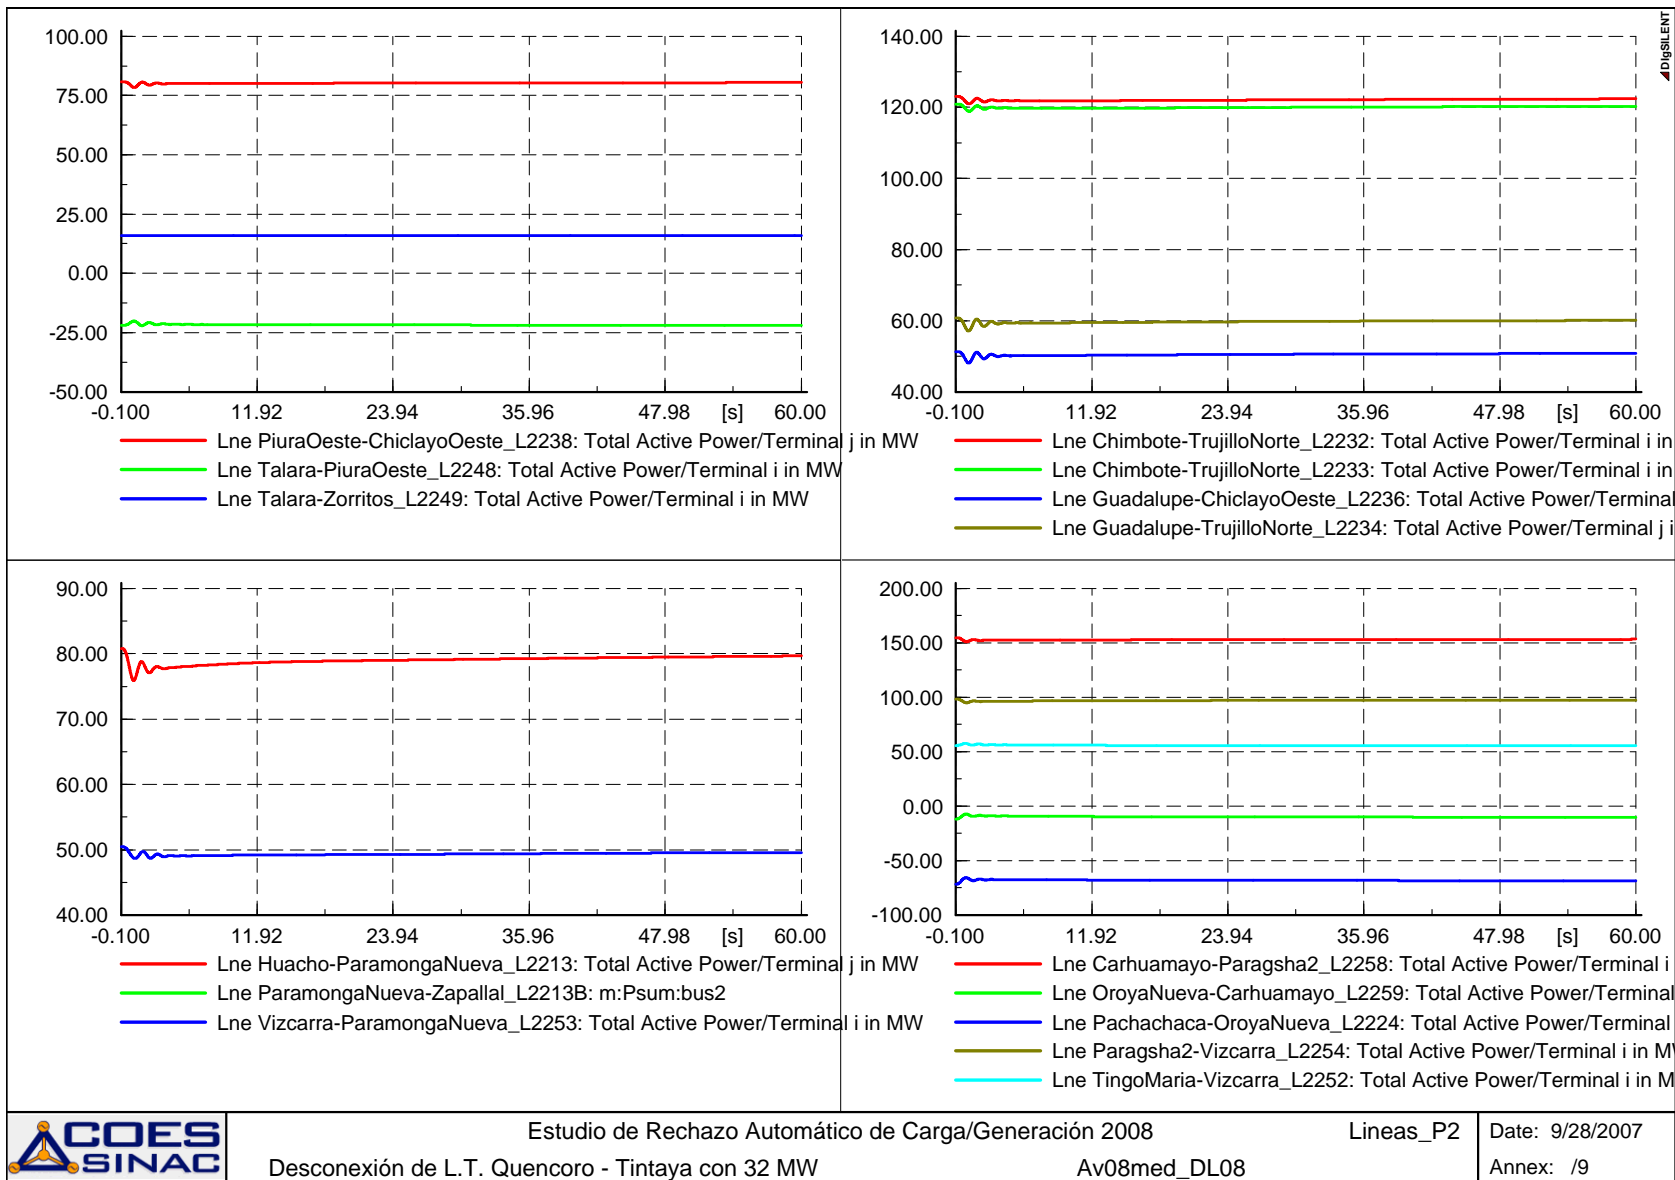 DIgSILENT
100.00
75.00
50.00
25.00
0.00
-25.00
-50.00
-0.100 11.92 23.94 35.96 47.98 [s] 60.00
Lne PiuraOeste-ChiclayoOeste_L2238: Total Active Power/Terminal j in MW
Lne Talara-PiuraOeste_L2248: Total Active Power/Terminal i in MW
Lne Talara-Zorritos_L2249: Total Active Power/Terminal i in MW
140.00
120.00
100.00
80.00
60.00
40.00
-0.100 11.92 23.94 35.96 47.98 [s] 60.00
Lne Chimbote-TrujilloNorte_L2232: Total Active Power/Terminal i in
Lne Chimbote-TrujilloNorte_L2233: Total Active Power/Terminal i in
Lne Guadalupe-ChiclayoOeste_L2236: Total Active Power/Terminal
Lne Guadalupe-TrujilloNorte_L2234: Total Active Power/Terminal j i
90.00
80.00
70.00
60.00
50.00
40.00
-0.100 11.92 23.94 35.96 47.98 [s] 60.00
Lne Huacho-ParamongaNueva_L2213: Total Active Power/Terminal j in MW
Lne ParamongaNueva-Zapallal_L2213B: m:Psum:bus2
Lne Vizcarra-ParamongaNueva_L2253: Total Active Power/Terminal i in MW
200.00
150.00
100.00
50.00
0.00
-50.00
-100.00
-0.100 11.92 23.94 35.96 47.98 [s] 60.00
Lne Carhuamayo-Paragsha2_L2258: Total Active Power/Terminal i
Lne OroyaNueva-Carhuamayo_L2259: Total Active Power/Terminal
Lne Pachachaca-OroyaNueva_L2224: Total Active Power/Terminal
Lne Paragsha2-Vizcarra_L2254: Total Active Power/Terminal i in M
Lne TingoMaria-Vizcarra_L2252: Total Active Power/Terminal i in M
COES
SINAC
Estudio de Rechazo Automático de Carga/Generación 2008 Lineas_P2
Desconexión de L.T. Quencoro - Tintaya con 32 MW Av08med_DL08
Date: 9/28/2007
Annex: /9